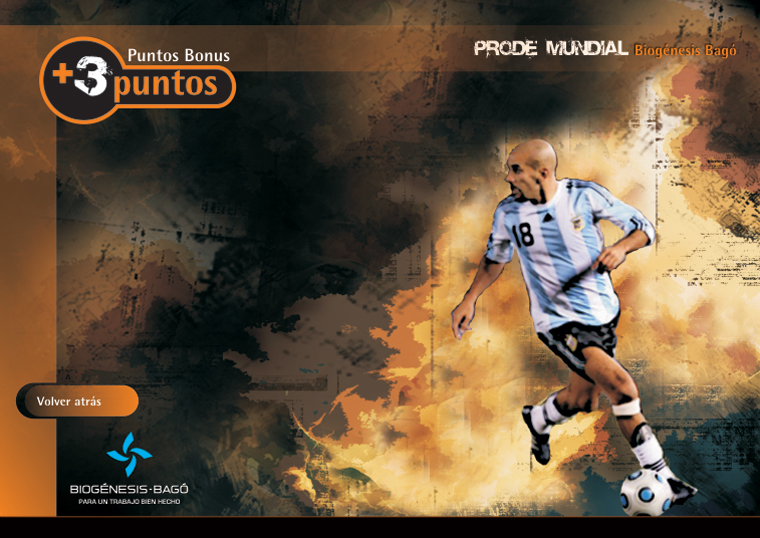 Puntos Bonus
+3 puntos
PRODE MUNDIAL Biogénesis Bagó
18
Volver atrás
BIOGÉNESIS-BAGÓ
PARA UN TRABAJO BIEN HECHO